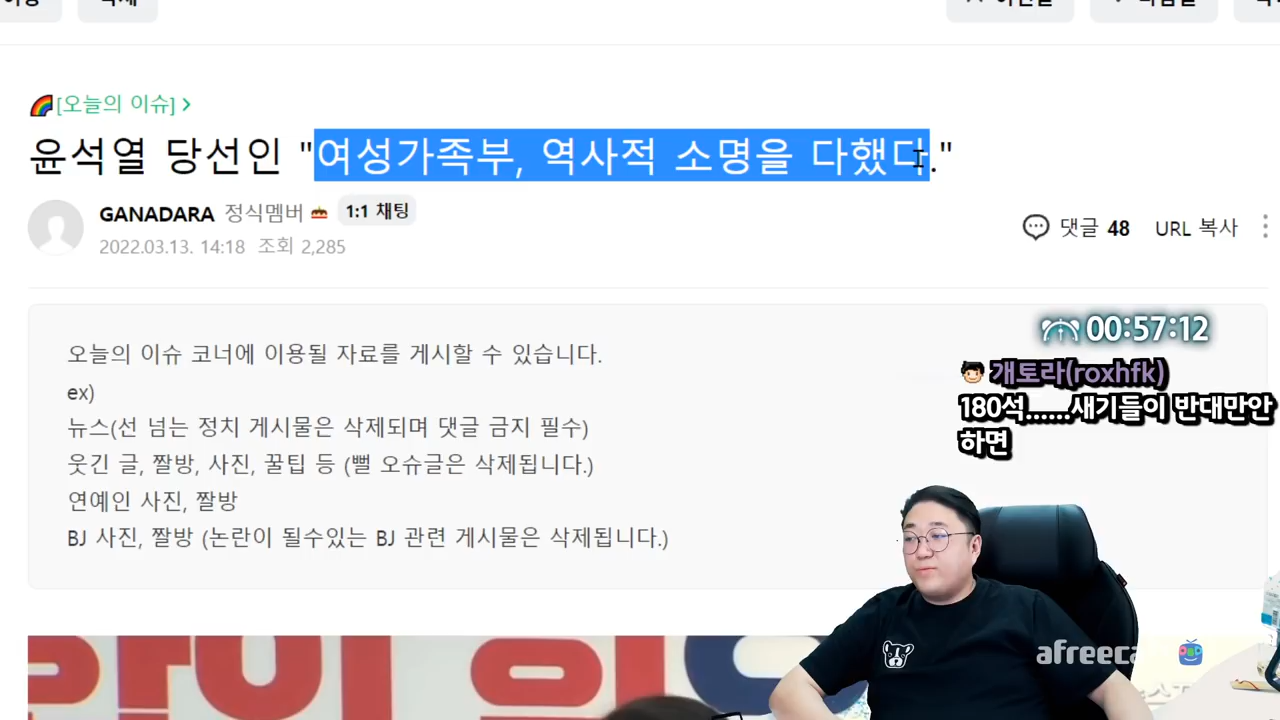 [오늘의 이슈] >
윤석열 당선인 "여성가족부, 역사적 소명을 다했다."
GANADARA 정식멤버 1:1 채팅
2022.03.13. 14:18 조회 2,285
댓글 48 URL 복사
오늘의 이슈 코너에 이용될 자료를 게시할 수 있습니다.
ex)
뉴스(선 넘는 정치 게시물은 삭제되며 댓글 금지 필수)
웃긴 글, 짤방, 사진, 꿀팁 등 (뻘 오슈글은 삭제됩니다.)
연예인 사진, 짤방
BJ 사진, 짤방 (논란이 될수있는 BJ 관련 게시물은 삭제됩니다.)
00:57:12
개토라(roxhfk)
180석......새기들이 반대만안
하면
afreeca